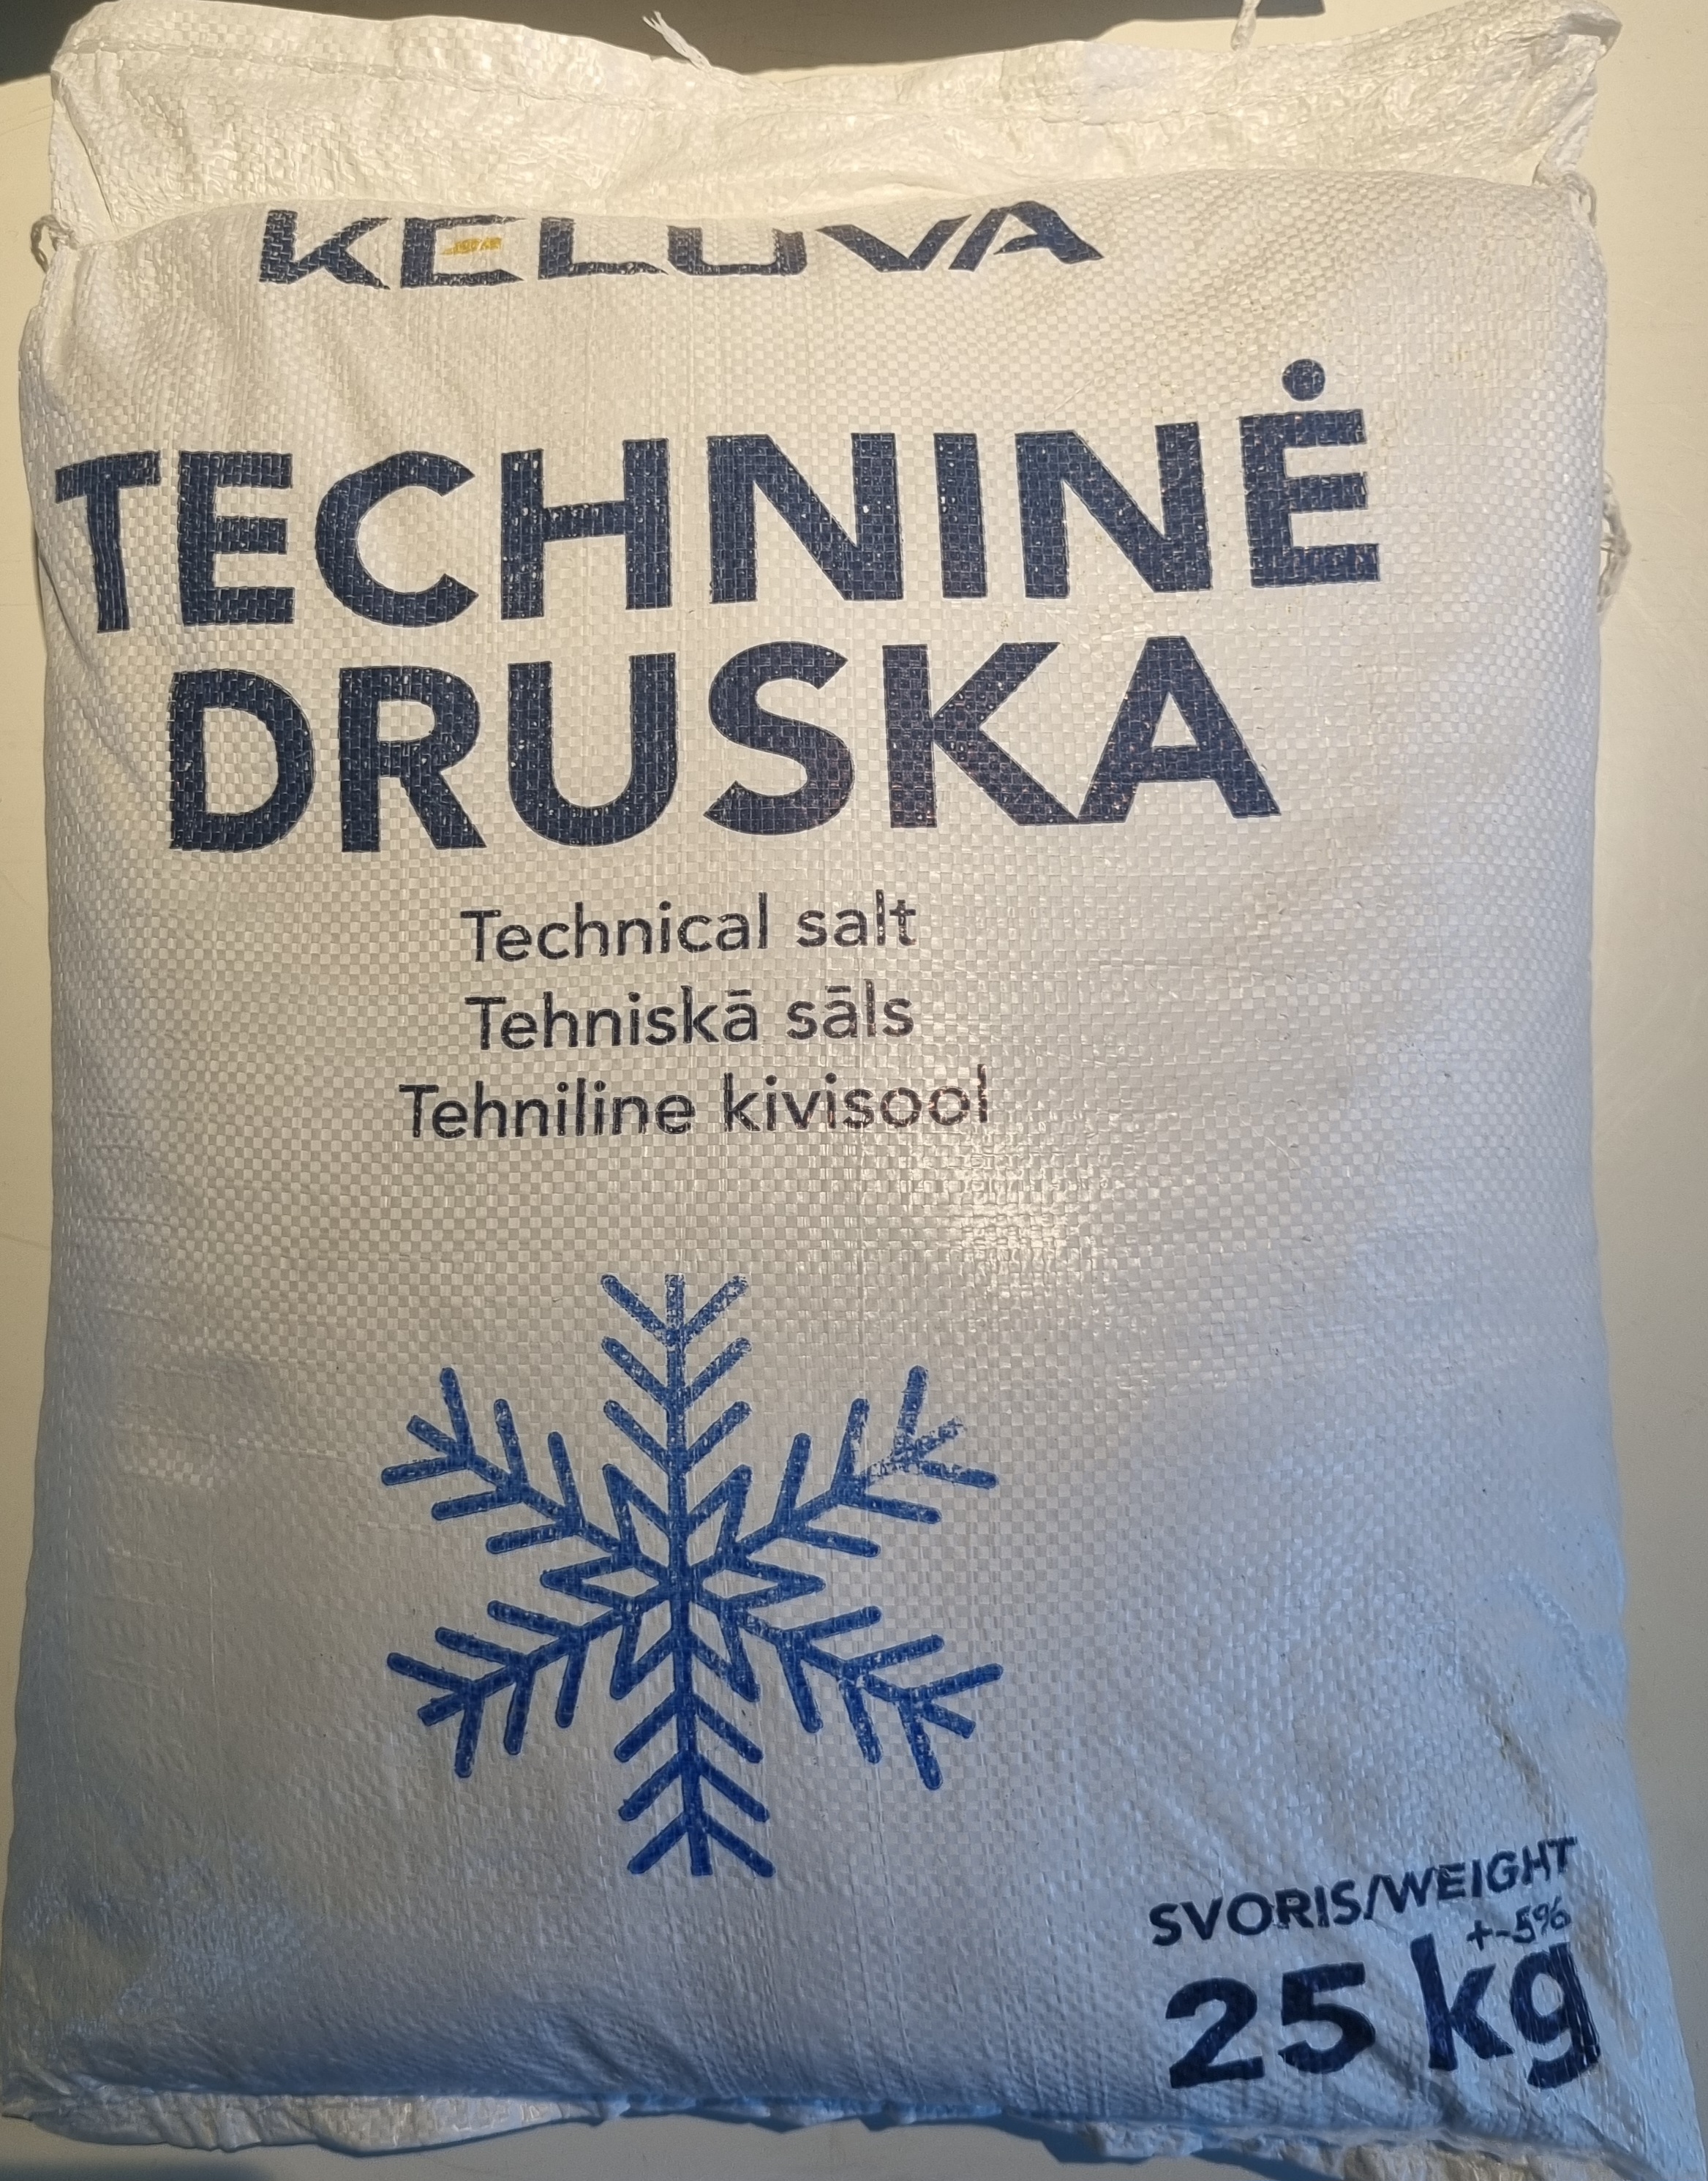 KELUVA
TECHNINĖ
DRUSKA
Technical salt
Tehniskā sāls
Tehniline kivisool
SVORIS/WEIGHT
+-5%
25 kg